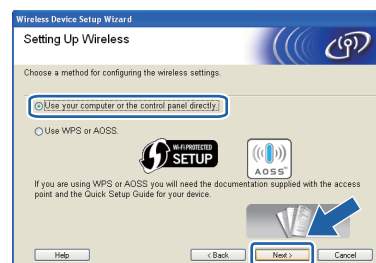 Wireless Device Setup Wizard
Setting Up Wireless
Choose a method for configuring the wireless settings.
Use your computer or the control panel directly.
Use WPS or AOSS.
Wi-Fi PROTECTED
SETUP
AOSS™
If you are using WPS or AOSS you will need the documentation supplied with the access
point and the Quick Setup Guide for your device.
Help
< Back
Next >
Cancel